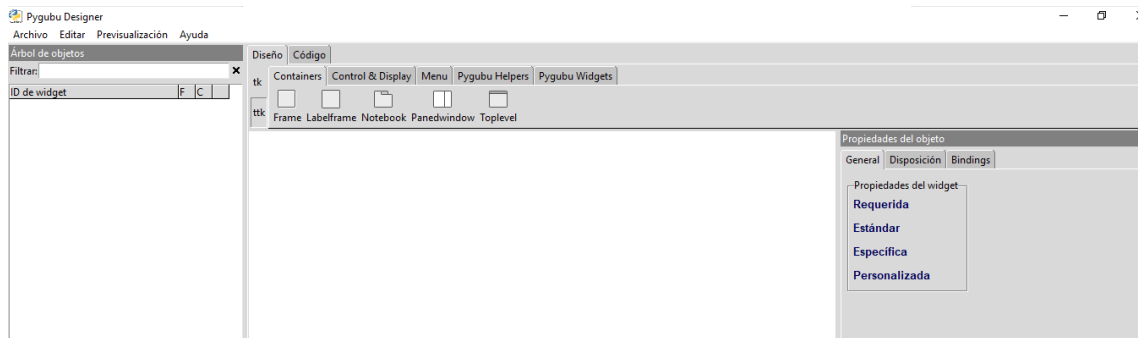 Pygubu Designer
Archivo Editar Previsualización Ayuda
Árbol de objetos
Filtrar:
ID de widget F C
Diseño Código
tk
ttk
Containers Control & Display Menu Pygubu Helpers Pygubu Widgets
Frame Labelframe Notebook Panedwindow Toplevel
Propiedades del objeto
General Disposición Bindings
Propiedades del widget
Requerida
Estándar
Específica
Personalizada